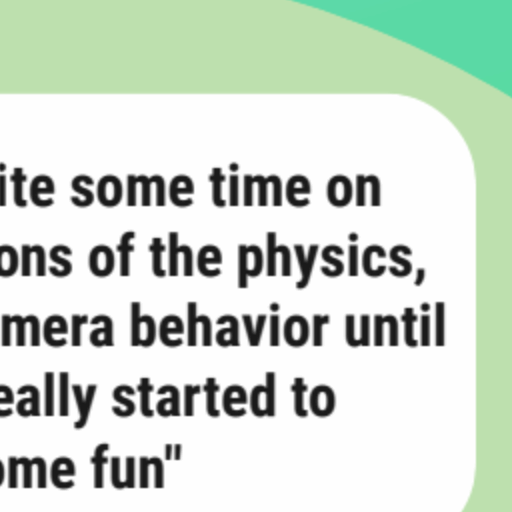 ite some time on
ons of the physics,
mera behavior until
eally started to
ome fun"